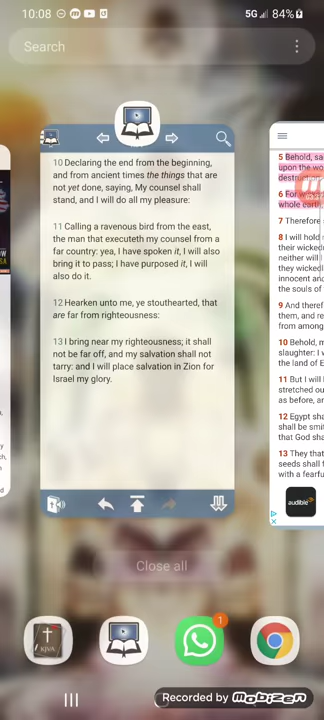 10:08
5G 84%
Search
10 Declaring the end from the beginning,
and from ancient times the things that are
not yet done, saying, My counsel shall
stand, and I will do all my pleasure:
11 Calling a ravenous bird from the east,
the man that executeth my counsel from a
far country: yea, I have spoken it, I will also
bring it to pass; I have purposed it, I will
also do it.
12 Hearken unto me, ye stouthearted, that
are far from righteousness:
13 I bring near my righteousness; it shall
not be far off, and my salvation shall not
tarry: and I will place salvation in Zion for
Israel my glory.
5 Behold, sa
upon the wo
destruc
6 For w
whole earth,
7 Therefore
8 I will hold
their wicked
neither will
they wicked
innocent an
the souls of
9 And theref
them, and re
from among
10 Behold, m
slaughter: I w
the land of E
11 But I will
stretched ou
as before, an
12 Egypt sha
shall be smi
that God sha
13 They that
seeds shall f
with a fearfu
audible
Close all
KJVA
1
Recorded by MOBIZEN